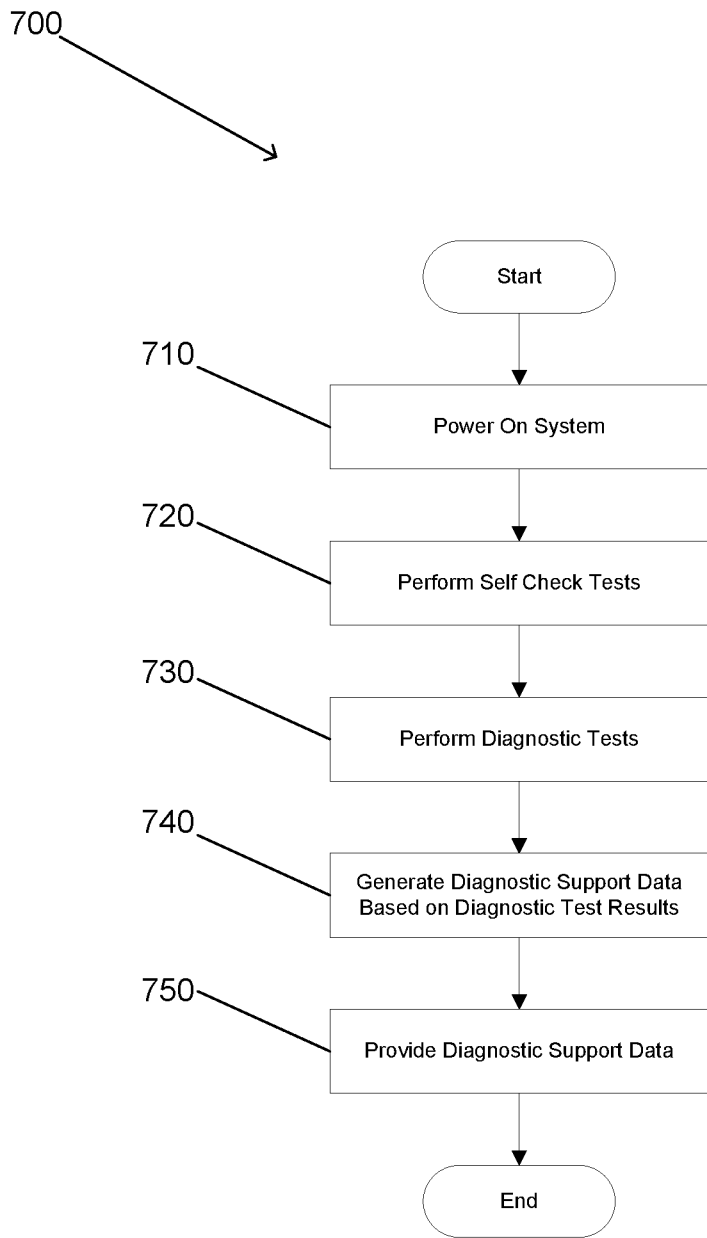 700
Start
710
Power On System
720
Perform Self Check Tests
730
Perform Diagnostic Tests
740
Generate Diagnostic Support Data
Based on Diagnostic Test Results
750
Provide Diagnostic Support Data
End